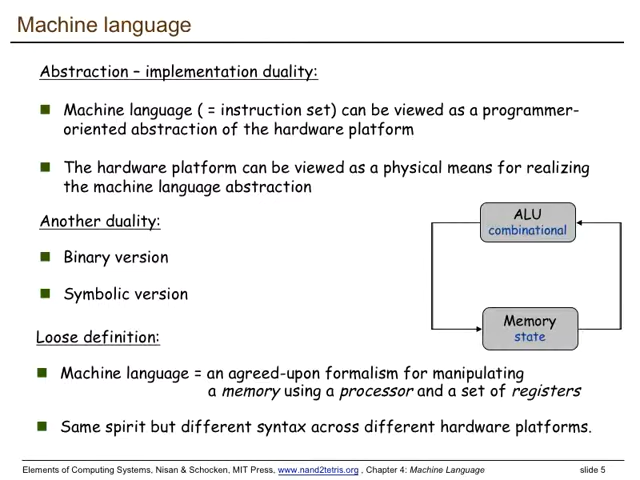 Machine language
Abstraction – implementation duality:
Machine language ( = instruction set) can be viewed as a programmer-
oriented abstraction of the hardware platform
The hardware platform can be viewed as a physical means for realizing
the machine language abstraction
Another duality:
Binary version
Symbolic version
ALU
combinational
Memory
state
Loose definition:
Machine language = an agreed-upon formalism for manipulating
a memory using a processor and a set of registers
Same spirit but different syntax across different hardware platforms.
Elements of Computing Systems, Nisan & Schocken, MIT Press, www.nand2tetris.org , Chapter 4: Machine Language slide 5